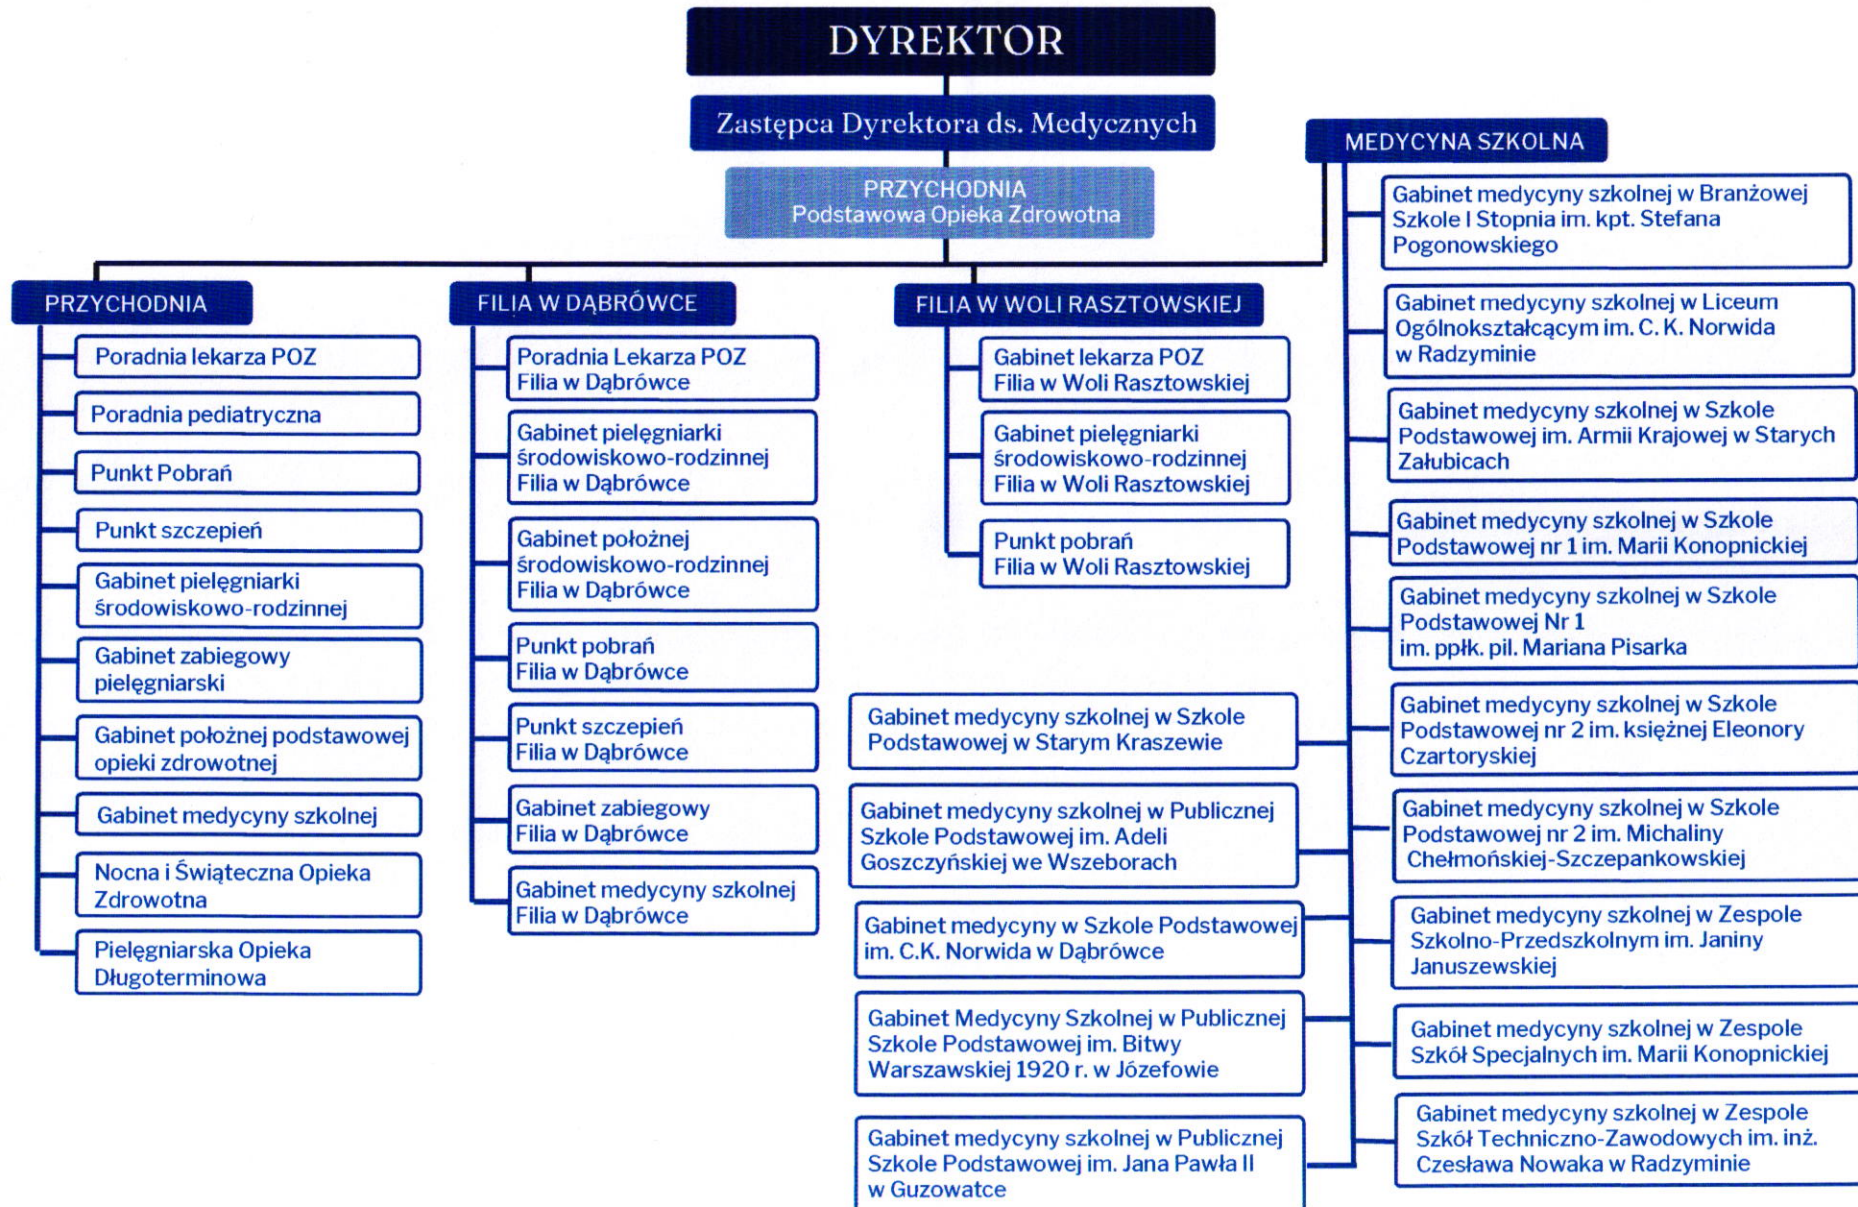 DYREKTOR
Zastępca Dyrektora ds. Medycznych
PRZYCHODNIA
Podstawowa Opieka Zdrowotna
PRZYCHODNIA
Poradnia lekarza POZ
Poradnia pediatryczna
Punkt Pobrań
Punkt szczepień
Gabinet pielęgniarki
środowiskowo-rodzinnej
Gabinet zabiegowy
pielęgniarski
Gabinet położnej podstawowej
opieki zdrowotnej
Gabinet medycyny szkolnej
Nocna i Świąteczna Opieka
Zdrowotna
Pielęgniarska Opieka
Długoterminowa
FILIA W DĄBRÓWCE
Poradnia Lekarza POZ
Filia w Dąbrówce
Gabinet pielęgniarki
środowiskowo-rodzinnej
Filia w Dąbrówce
Gabinet położnej
środowiskowo-rodzinnej
Filia w Dąbrówce
Punkt pobrań
Filia w Dąbrówce
Punkt szczepień
Filia w Dąbrówce
Gabinet zabiegowy
Filia w Dąbrówce
Gabinet medycyny szkolnej
Filia w Dąbrówce
FILIA W WOLI RASZTOWSKIEJ
Gabinet lekarza POZ
Filia w Woli Rasztowskiej
Gabinet pielęgniarki
środowiskowo-rodzinnej
Filia w Woli Rasztowskiej
Punkt pobrań
Filia w Woli Rasztowskiej
MEDYCYNA SZKOLNA
Gabinet medycyny szkolnej w Branżowej
Szkole I Stopnia im. kpt. Stefana
Pogonowskiego
Gabinet medycyny szkolnej w Liceum
Ogólnokształcącym im. C. K. Norwida
w Radzyminie
Gabinet medycyny szkolnej w Szkole
Podstawowej im. Armii Krajowej w Starych
Załubicach
Gabinet medycyny szkolnej w Szkole
Podstawowej nr 1 im. Marii Konopnickiej
Gabinet medycyny szkolnej w Szkole
Podstawowej Nr 1
im. ppłk. pil. Mariana Pisarka
Gabinet medycyny szkolnej w Szkole
Podstawowej nr 2 im. księżnej Eleonory
Czartoryskiej
Gabinet medycyny szkolnej w Szkole
Podstawowej nr 2 im. Michaliny
Chełmońskiej-Szczepankowskiej
Gabinet medycyny szkolnej w Zespole
Szkolno-Przedszkolnym im. Janiny
Januszewskiej
Gabinet medycyny szkolnej w Zespole
Szkół Specjalnych im. Marii Konopnickiej
Gabinet medycyny szkolnej w Zespole
Szkół Techniczno-Zawodowych im. inż.
Czesława Nowaka w Radzyminie
Gabinet medycyny szkolnej w Szkole
Podstawowej w Starym Kraszewie
Gabinet medycyny szkolnej w Publicznej
Szkole Podstawowej im. Adeli
Goszczyńskiej we Wszeborach
Gabinet medycyny w Szkole Podstawowej
im. C.K. Norwida w Dąbrówce
Gabinet Medycyny Szkolnej w Publicznej
Szkole Podstawowej im. Bitwy
Warszawskiej 1920 r. w Józefowie
Gabinet medycyny szkolnej w Publicznej
Szkole Podstawowej im. Jana Pawła II
w Guzowatce